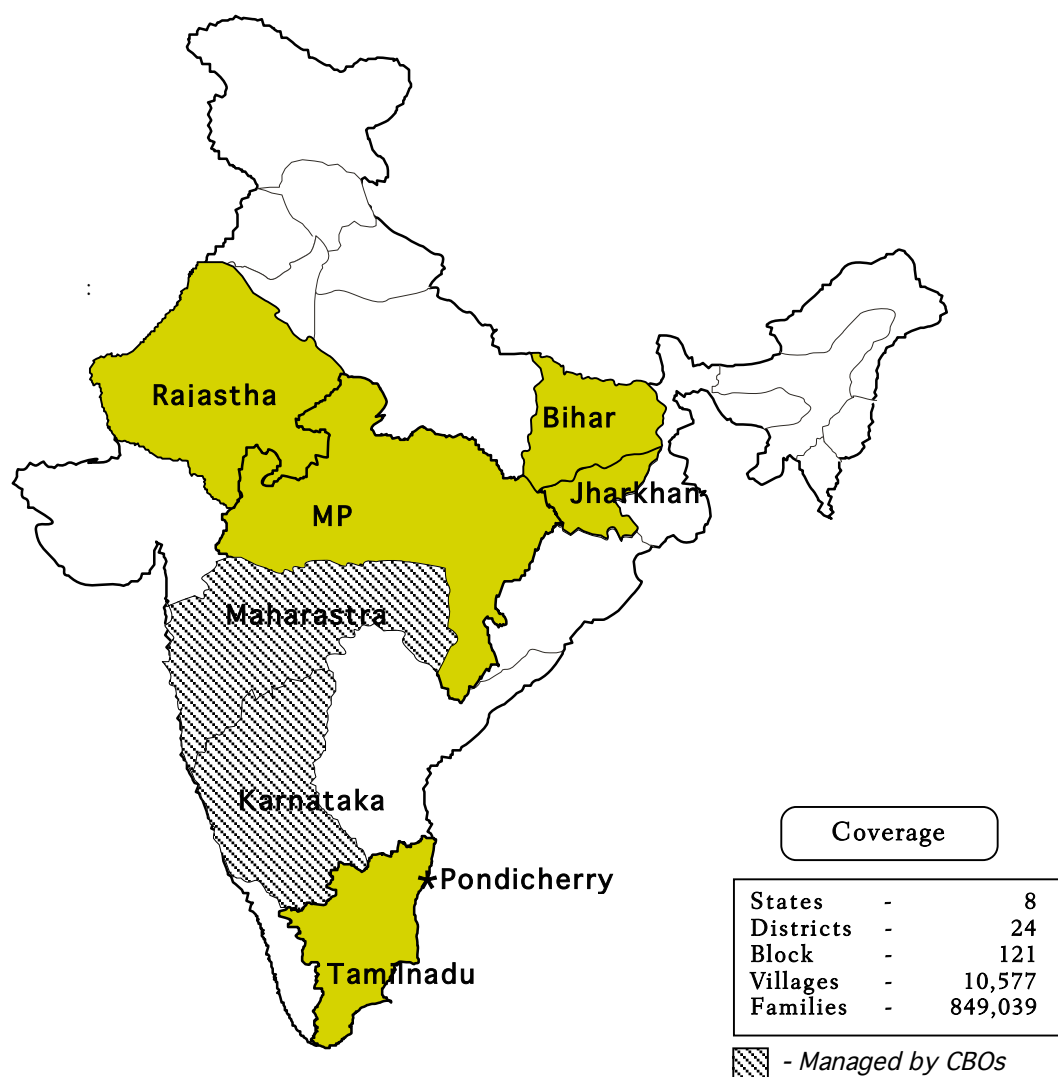 :
Rajastha
Bihar
Jharkhan
MP
Maharastra
Karnataka
*Pondicherry
Tamilnadu
Coverage
States - 8
Districts - 24
Block - 121
Villages - 10,577
Families - 849,039
- Managed by CBOs